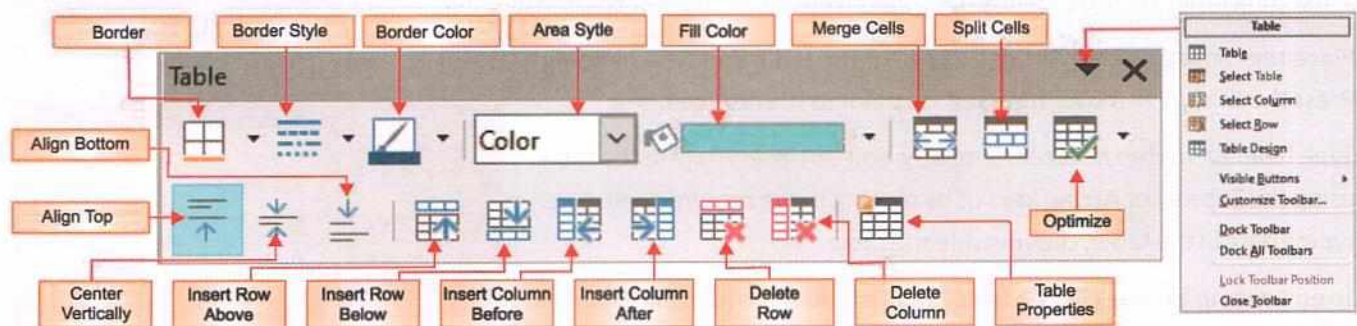 Border
Border Style
Border Color
Area Sytle
Fill Color
Merge Cells
Split Cells
Table
Color
Align Bottom
Align Top
Optimize
Center
Vertically
Insert Row
Above
Insert Row
Below
Insert Column
Before
Insert Column
After
Delete
Row
Delete
Column
Table
Properties
Table
Table
Select Table
Select Column
Select Row
Table Design
Visible Buttons
Customize Toolbar...
Dock Toolbar
Dock All Toolbars
Lock Toolbar Position
Close Toolbar